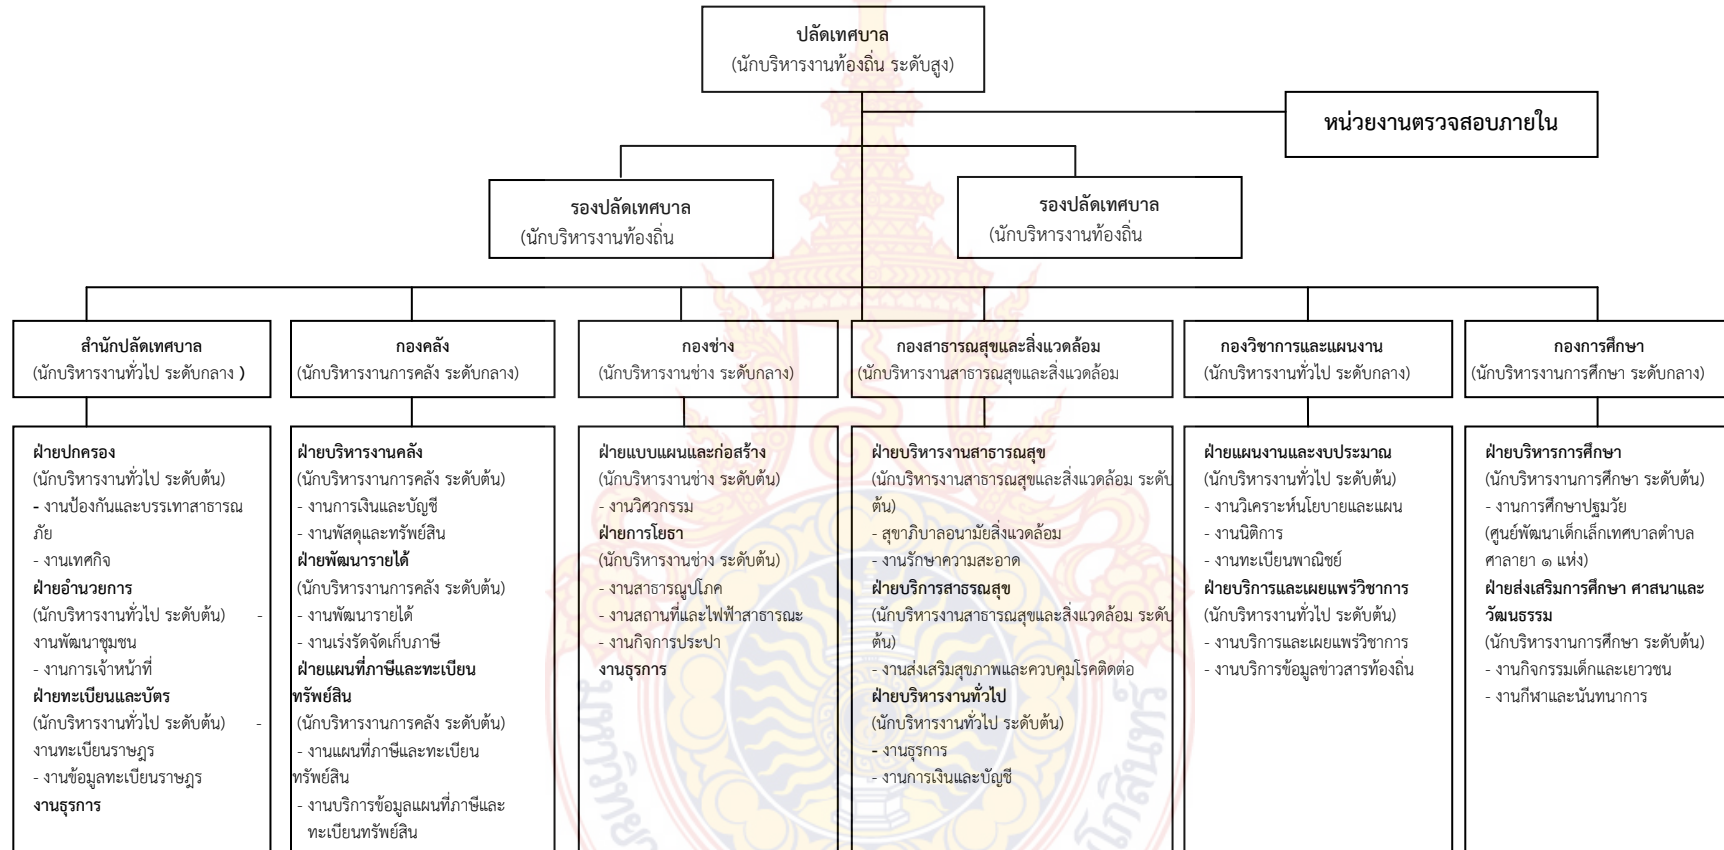 ปลัดเทศบาล
(นักบริหารงานท้องถิ่น ระดับสูง)
หน่วยงานตรวจสอบภายใน
รองปลัดเทศบาล
(นักบริหารงานท้องถิ่น
รองปลัดเทศบาล
(นักบริหารงานท้องถิ่น
สำนักปลัดเทศบาล
(นักบริหารงานทั่วไป ระดับกลาง )
กองคลัง
(นักบริหารงานการคลัง ระดับกลาง)
กองช่าง
(นักบริหารงานช่าง ระดับกลาง)
กองสาธารณสุขและสิ่งแวดล้อม
(นักบริหารงานสาธารณสุขและสิ่งแวดล้อม
กองวิชาการและแผนงาน
(นักบริหารงานทั่วไป ระดับกลาง)
กองการศึกษา
(นักบริหารงานการศึกษา ระดับกลาง)
ฝ่ายปกครอง
(นักบริหารงานทั่วไป ระดับต้น)
- งานป้องกันและบรรเทาสาธารณ
ภัย
- งานเทศกิจ
ฝ่ายอำนวยการ
(นักบริหารงานทั่วไป ระดับต้น) -
งานพัฒนาชุมชน
- งานการเจ้าหน้าที่
ฝ่ายทะเบียนและบัตร
(นักบริหารงานทั่วไป ระดับต้น) -
งานทะเบียนราษฎร
- งานข้อมูลทะเบียนราษฎร
งานธุรการ
ฝ่ายบริหารงานคลัง
(นักบริหารงานการคลัง ระดับต้น)
- งานการเงินและบัญชี
- งานพัสดุและทรัพย์สิน
ฝ่ายพัฒนารายได้
(นักบริหารงานการคลัง ระดับต้น)
- งานพัฒนารายได้
- งานเร่งรัดจัดเก็บภาษี
ฝ่ายแผนที่ภาษีและทะเบียน
ทรัพย์สิน
(นักบริหารงานการคลัง ระดับต้น)
- งานแผนที่ภาษีและทะเบียน
ทรัพย์สิน
- งานบริการข้อมูลแผนที่ภาษีและ
ทะเบียนทรัพย์สิน
ฝ่ายแบบแผนและก่อสร้าง
(นักบริหารงานช่าง ระดับต้น)
- งานวิศวกรรม
ฝ่ายการโยธา
(นักบริหารงานช่าง ระดับต้น)
- งานสาธารณูปโภค
- งานสถานที่และไฟฟ้าสาธารณะ
- งานกิจการประปา
งานธุรการ
ฝ่ายบริหารงานสาธารณสุข
(นักบริหารงานสาธารณสุขและสิ่งแวดล้อม ระดับ
ต้น)
- สุขาภิบาลอนามัยสิ่งแวดล้อม
- งานรักษาความสะอาด
ฝ่ายบริการสาธรณสุข
(นักบริหารงานสาธารณสุขและสิ่งแวดล้อม ระดับ
ต้น)
- งานส่งเสริมสุขภาพและควบคุมโรคติดต่อ
ฝ่ายบริหารงานทั่วไป
(นักบริหารงานทั่วไป ระดับต้น)
- งานธุรการ
- งานการเงินและบัญชี
ฝ่ายแผนงานและงบประมาณ
(นักบริหารงานทั่วไป ระดับต้น)
- งานวิเคราะห์นโยบายและแผน
- งานนิติการ
- งานทะเบียนพาณิชย์
ฝ่ายบริการและเผยแพร่วิชาการ
(นักบริหารงานทั่วไป ระดับต้น)
- งานบริการและเผยแพร่วิชาการ
- งานบริการข้อมูลข่าวสารท้องถิ่น
ฝ่ายบริหารการศึกษา
(นักบริหารงานการศึกษา ระดับต้น)
- งานการศึกษาปฐมวัย
(ศูนย์พัฒนาเด็กเล็กเทศบาลตำบล
ศาลายา ๑ แห่ง)
ฝ่ายส่งเสริมการศึกษา ศาสนาและ
วัฒนธรรม
(นักบริหารงานการศึกษา ระดับต้น)
- งานกิจกรรมเด็กและเยาวชน
- งานกีฬาและนันทนาการ